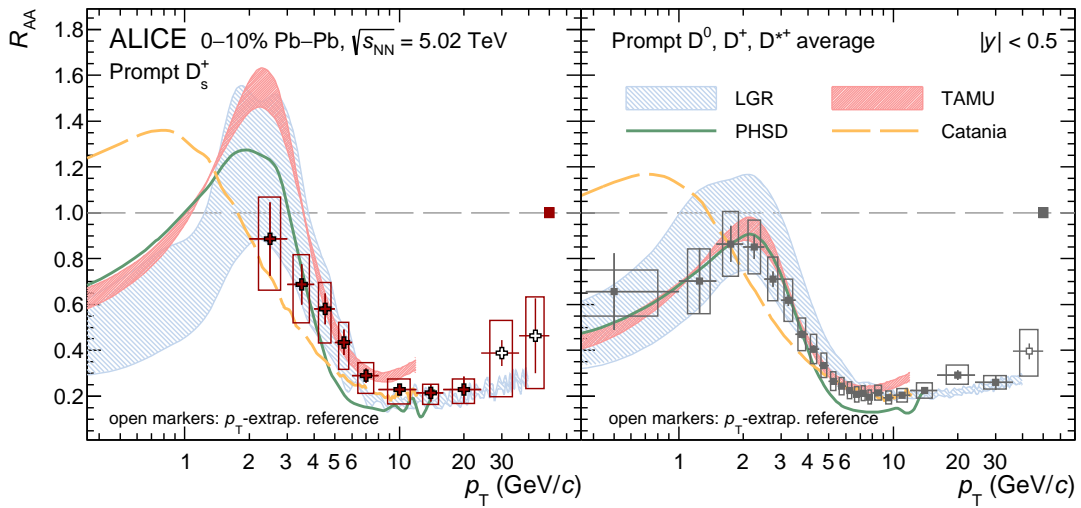 R_AA
ALICE 0–10% Pb–Pb, √s_NN = 5.02 TeV
Prompt D_s^+
Prompt D^0, D^+, D^*+ average
|y| < 0.5
LGR
TAMU
PHSD
Catania
1.8
1.6
1.4
1.2
1.0
0.8
0.6
0.4
0.2
open markers: p_T-extrap. reference
open markers: p_T-extrap. reference
1 2 3 4 5 6 10 20 30
1 2 3 4 5 6 10 20 30
p_T (GeV/c)
p_T (GeV/c)